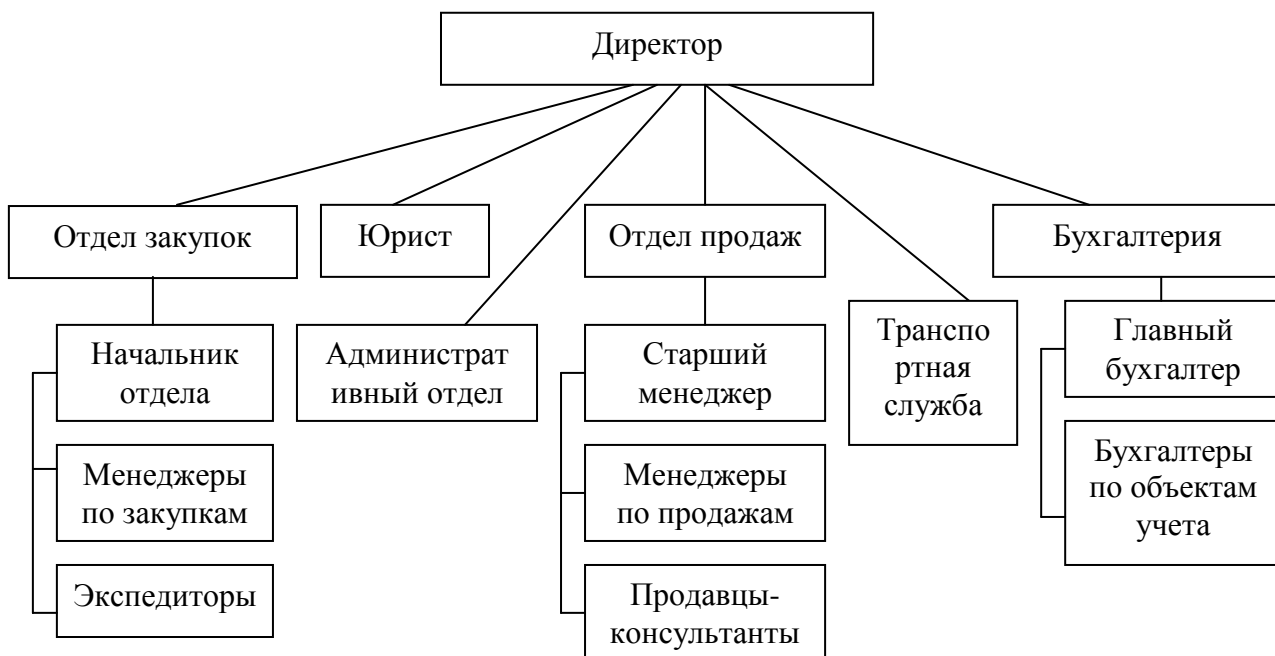 Директор
Отдел закупок
Юрист
Отдел продаж
Бухгалтерия
Начальник
отдела
Администрат
ивный отдел
Старший
менеджер
Транспо
ртная
служба
Главный
бухгалтер
Менеджеры
по закупкам
Менеджеры
по продажам
Бухгалтеры
по объектам
учета
Экспедиторы
Продавцы-
консультанты